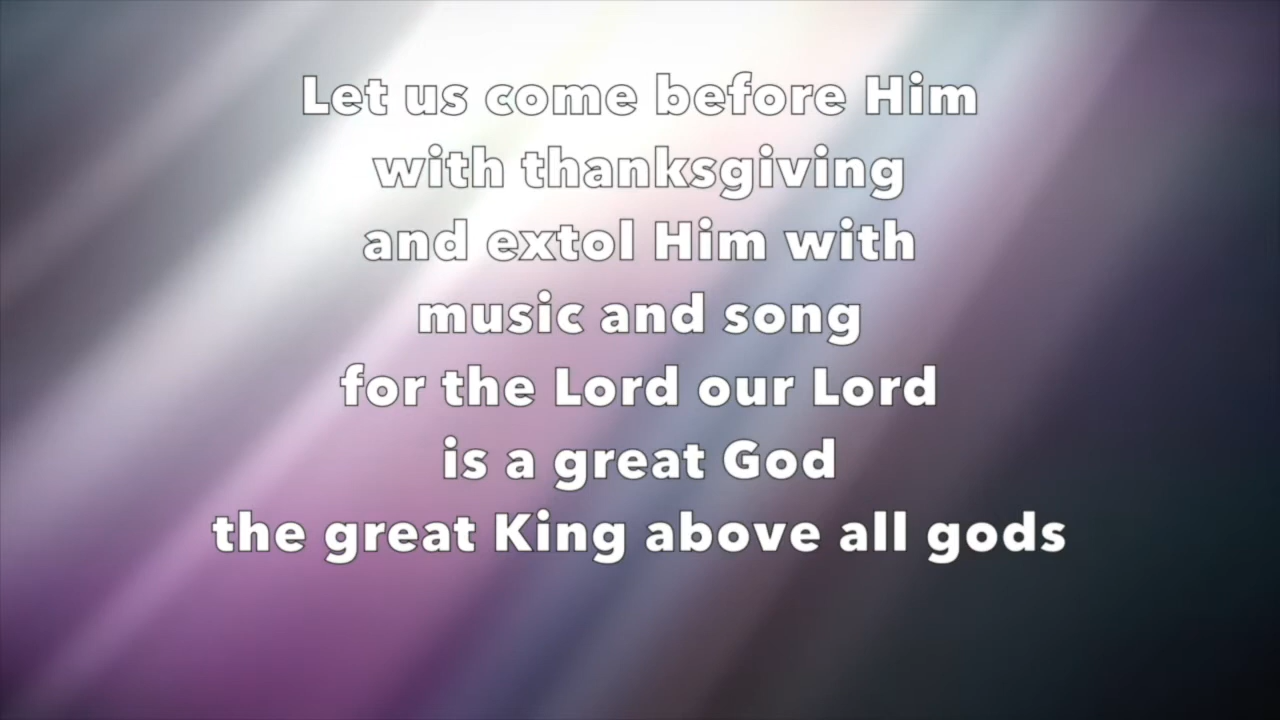 Let us come before Him
with thanksgiving
and extol Him with
music and song
for the Lord our Lord
is a great God
the great King above all gods